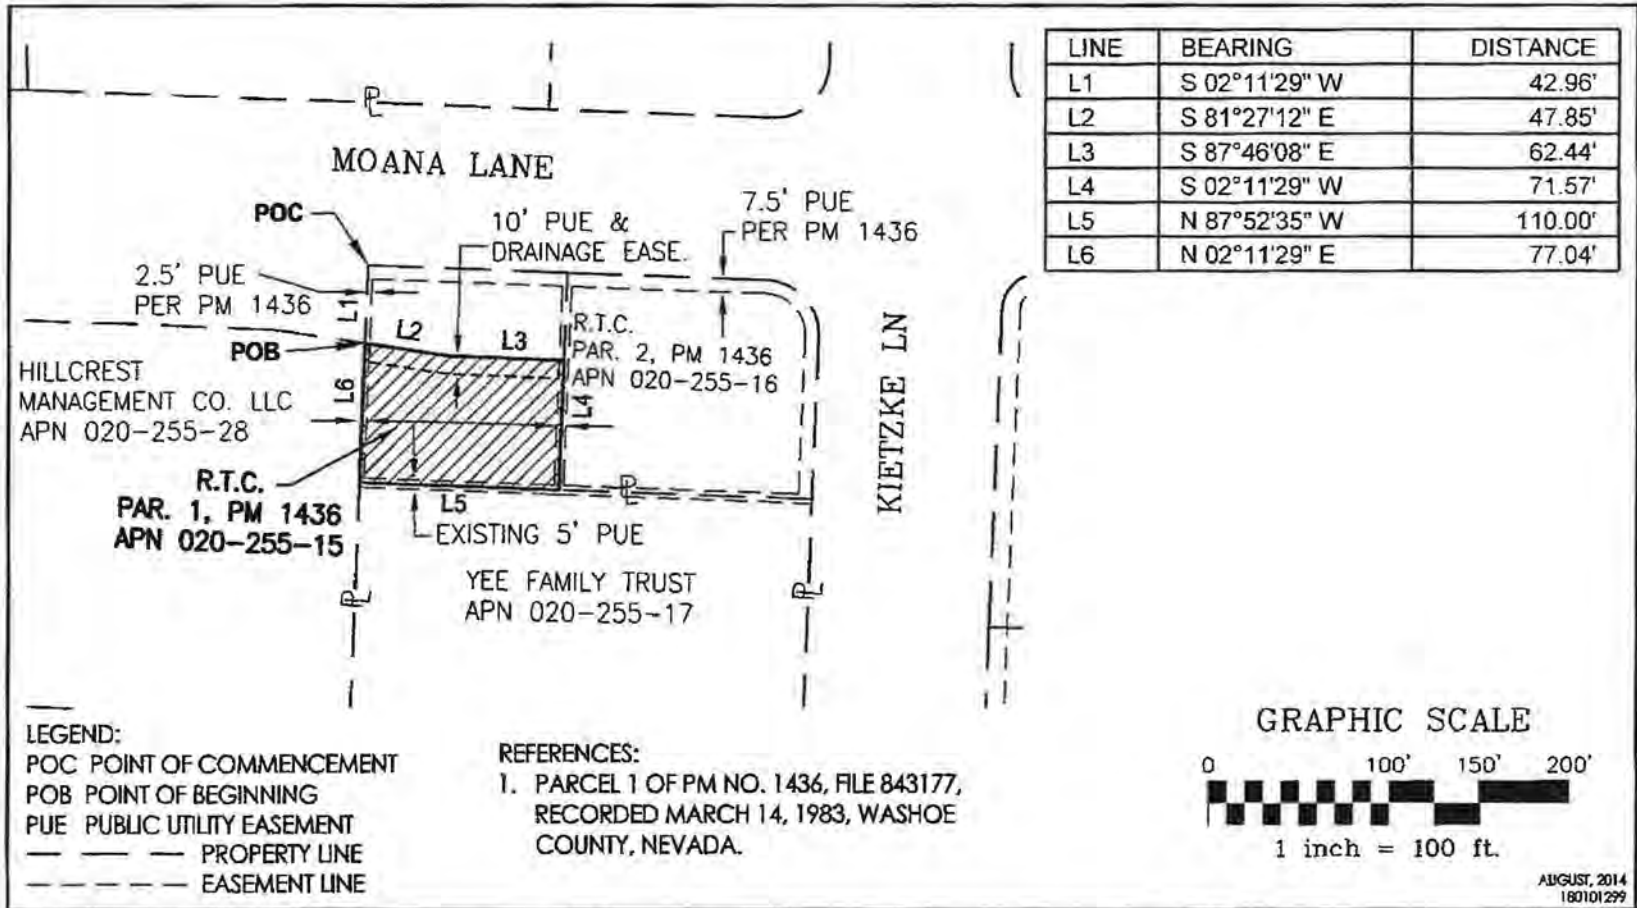 LINE BEARING DISTANCE
L1 S 02°11'29" W 42.96'
L2 S 81°27'12" E 47.85'
L3 S 87°46'08" E 62.44'
L4 S 02°11'29" W 71.57'
L5 N 87°52'35" W 110.00'
L6 N 02°11'29" E 77.04'
MOANA LANE
POC
10' PUE &
DRAINAGE EASE.
7.5' PUE
PER PM 1436
2.5' PUE
PER PM 1436
L1
L2
L3
POB
R.T.C.
PAR. 2, PM 1436
APN 020-255-16
KIETZKE LN
HILLCREST
MANAGEMENT CO. LLC
APN 020-255-28
L6
L4
R.T.C.
PAR. 1, PM 1436
APN 020-255-15
L5
EXISTING 5' PUE
YEE FAMILY TRUST
APN 020-255-17
PL
PL
PL
PL
LEGEND:
POC POINT OF COMMENCEMENT
POB POINT OF BEGINNING
PUE PUBLIC UTILITY EASEMENT
PROPERTY LINE
EASEMENT LINE
REFERENCES:
1. PARCEL 1 OF PM NO. 1436, FILE 843177,
RECORDED MARCH 14, 1983, WASHOE
COUNTY, NEVADA.
GRAPHIC SCALE
0 100' 150' 200'
1 inch = 100 ft.
AUGUST, 2014
180101299